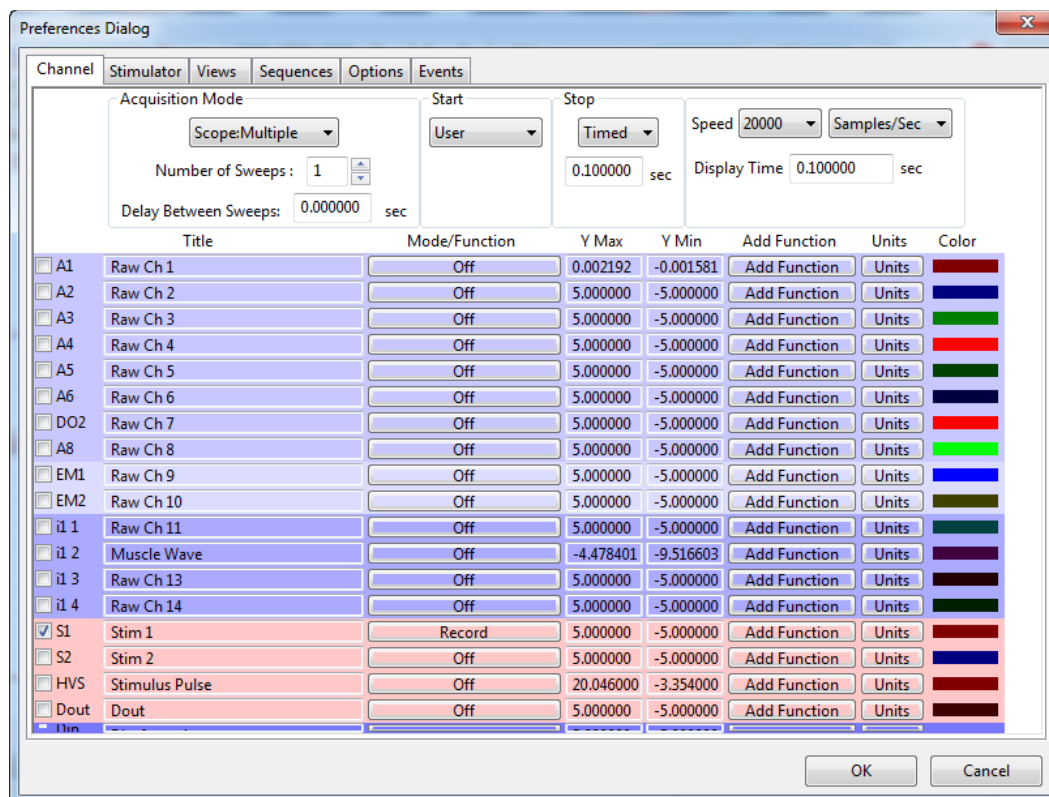 Preferences Dialog
Channel Stimulator Views Sequences Options Events
Acquisition Mode Start Stop
Scope:Multiple User Timed Speed 20000 Samples/Sec
Number of Sweeps : 1 0.100000 sec Display Time 0.100000 sec
Delay Between Sweeps: 0.000000 sec
Title Mode/Function Y Max Y Min Add Function Units Color
A1 Raw Ch 1 Off 0.002192 -0.001581 Add Function Units
A2 Raw Ch 2 Off 5.000000 -5.000000 Add Function Units
A3 Raw Ch 3 Off 5.000000 -5.000000 Add Function Units
A4 Raw Ch 4 Off 5.000000 -5.000000 Add Function Units
A5 Raw Ch 5 Off 5.000000 -5.000000 Add Function Units
A6 Raw Ch 6 Off 5.000000 -5.000000 Add Function Units
DO2 Raw Ch 7 Off 5.000000 -5.000000 Add Function Units
A8 Raw Ch 8 Off 5.000000 -5.000000 Add Function Units
EM1 Raw Ch 9 Off 5.000000 -5.000000 Add Function Units
EM2 Raw Ch 10 Off 5.000000 -5.000000 Add Function Units
i1 1 Raw Ch 11 Off 5.000000 -5.000000 Add Function Units
i1 2 Muscle Wave Off -4.478401 -9.516603 Add Function Units
i1 3 Raw Ch 13 Off 5.000000 -5.000000 Add Function Units
i1 4 Raw Ch 14 Off 5.000000 -5.000000 Add Function Units
S1 Stim 1 Record 5.000000 -5.000000 Add Function Units
S2 Stim 2 Off 5.000000 -5.000000 Add Function Units
HVS Stimulus Pulse Off 20.046000 -3.354000 Add Function Units
Dout Dout Off 5.000000 -5.000000 Add Function Units
Din
OK Cancel